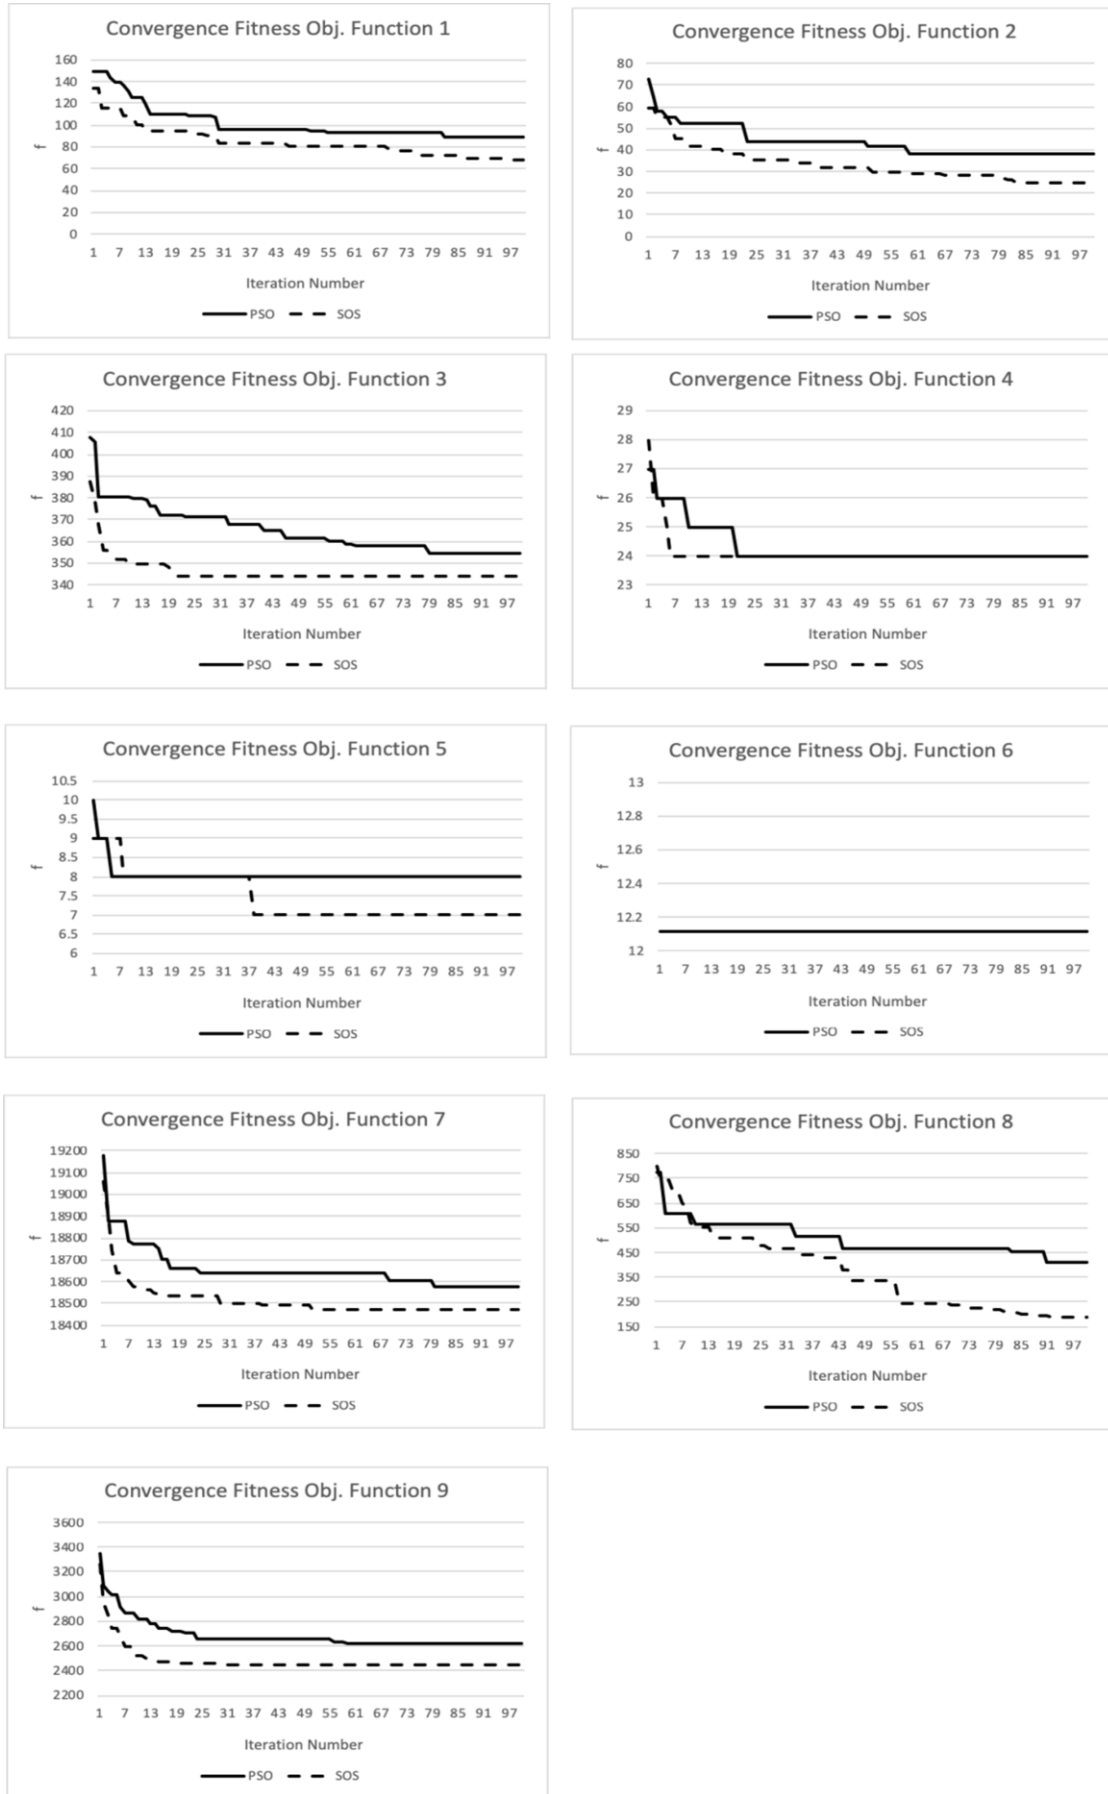 Convergence Fitness Obj. Function 1
160
140
120
100
80
60
40
20
0
f
1 7 13 19 25 31 37 43 49 55 61 67 73 79 85 91 97
Iteration Number
PSO SOS
Convergence Fitness Obj. Function 2
80
70
60
50
40
30
20
10
0
f
1 7 13 19 25 31 37 43 49 55 61 67 73 79 85 91 97
Iteration Number
PSO SOS
Convergence Fitness Obj. Function 3
420
410
400
390
380
370
360
350
340
f
1 7 13 19 25 31 37 43 49 55 61 67 73 79 85 91 97
Iteration Number
PSO SOS
Convergence Fitness Obj. Function 4
29
28
27
26
25
24
23
f
1 7 13 19 25 31 37 43 49 55 61 67 73 79 85 91 97
Iteration Number
PSO SOS
Convergence Fitness Obj. Function 5
10.5
10
9.5
9
8.5
8
7.5
7
6.5
6
f
1 7 13 19 25 31 37 43 49 55 61 67 73 79 85 91 97
Iteration Number
PSO SOS
Convergence Fitness Obj. Function 6
13
12.8
12.6
12.4
12.2
12
f
1 7 13 19 25 31 37 43 49 55 61 67 73 79 85 91 97
Iteration Number
PSO SOS
Convergence Fitness Obj. Function 7
19200
19100
19000
18900
18800
18700
18600
18500
18400
f
1 7 13 19 25 31 37 43 49 55 61 67 73 79 85 91 97
Iteration Number
PSO SOS
Convergence Fitness Obj. Function 8
850
750
650
550
450
350
250
150
f
1 7 13 19 25 31 37 43 49 55 61 67 73 79 85 91 97
Iteration Number
PSO SOS
Convergence Fitness Obj. Function 9
3600
3400
3200
3000
2800
2600
2400
2200
f
1 7 13 19 25 31 37 43 49 55 61 67 73 79 85 91 97
Iteration Number
PSO SOS